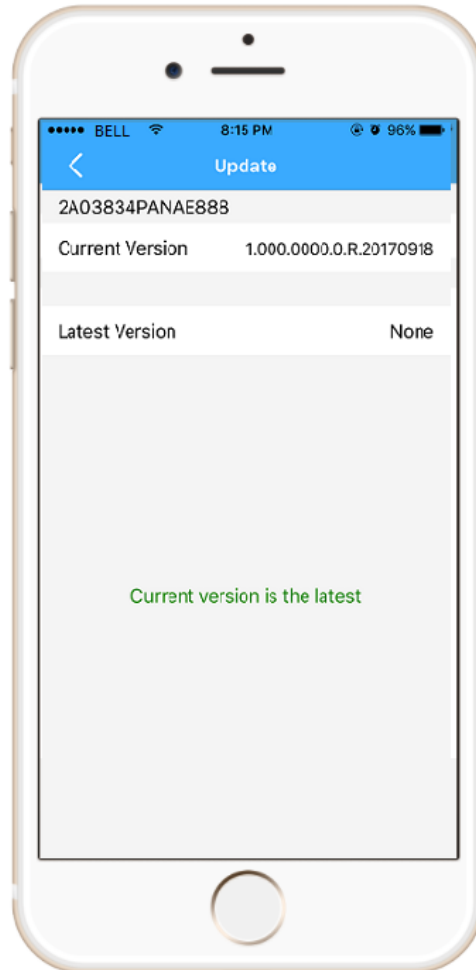 BELL 8:15 PM 96%
Update
2A03834PANAE888
Current Version 1.000.0000.0.R.20170918
Latest Version None
Current version is the latest